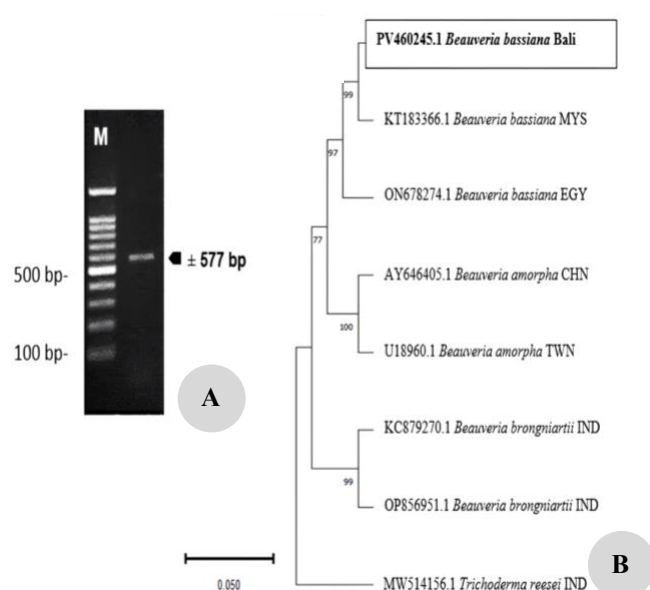 M
500 bp-
± 577 bp
100 bp-
A
PV460245.1 Beauveria bassiana Bali
99
KT183366.1 Beauveria bassiana MYS
97
ON678274.1 Beauveria bassiana EGY
77
AY646405.1 Beauveria amorpha CHN
100
U18960.1 Beauveria amorpha TWN
KC879270.1 Beauveria brongniartii IND
99
OP856951.1 Beauveria brongniartii IND
MW514156.1 Trichoderma reesei IND
0.050
B